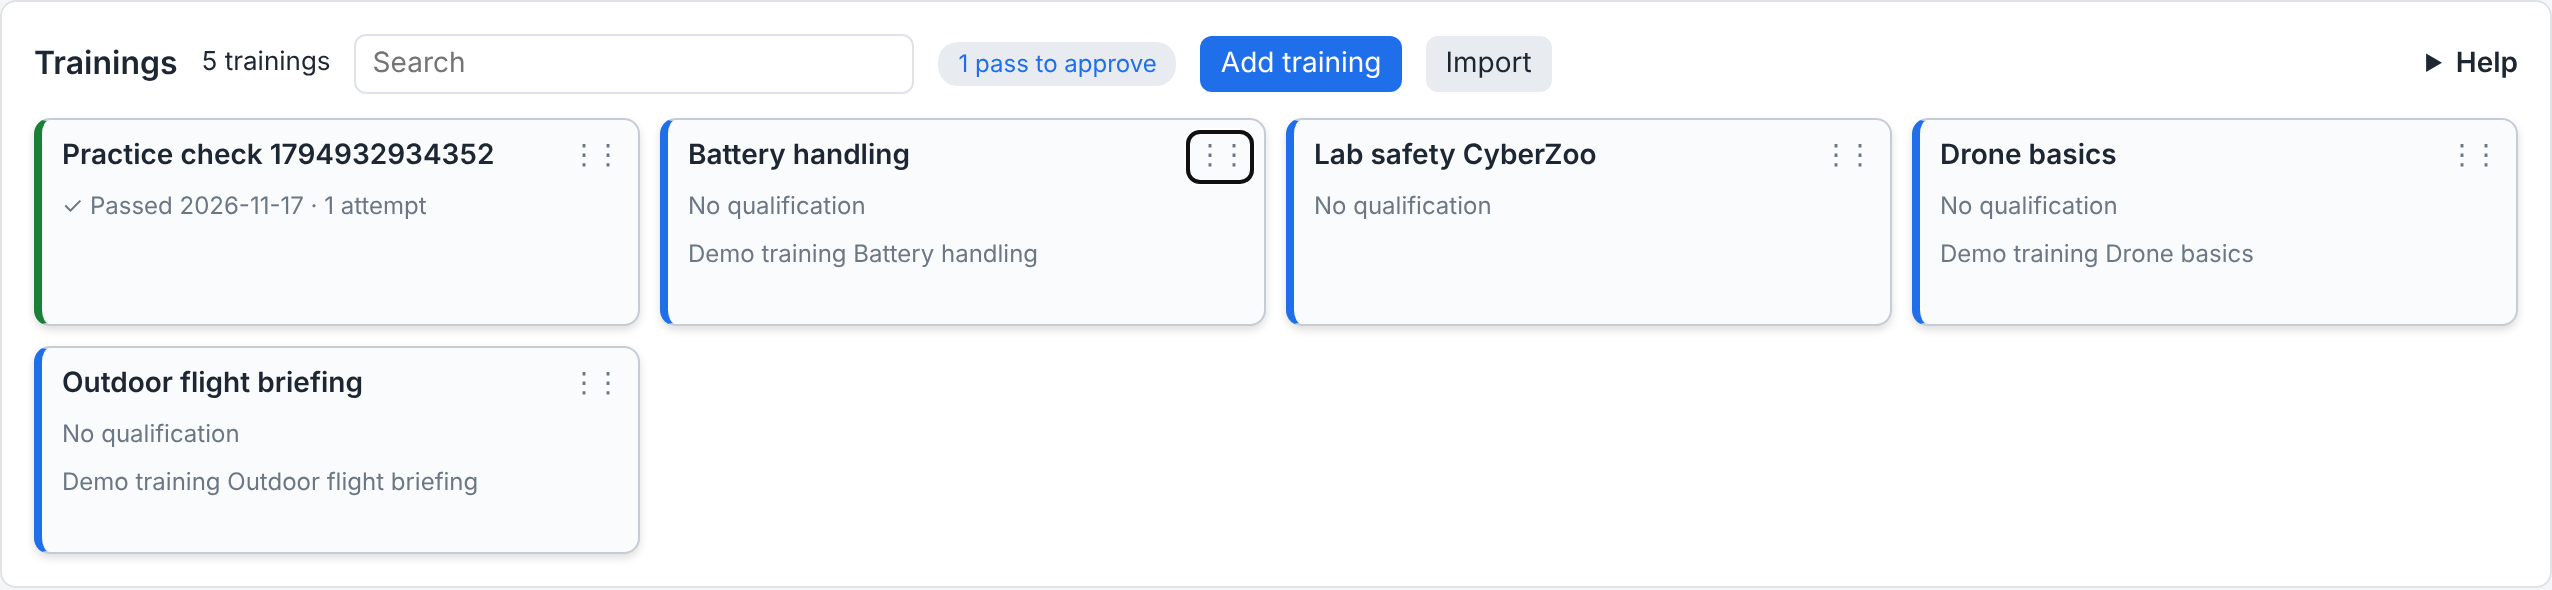 Trainings 5 trainings Search 1 pass to approve Add training Import ▶ Help
Practice check 1794932934352
✓ Passed 2026-11-17 · 1 attempt
Battery handling
No qualification
Demo training Battery handling
Lab safety CyberZoo
No qualification
Drone basics
No qualification
Demo training Drone basics
Outdoor flight briefing
No qualification
Demo training Outdoor flight briefing